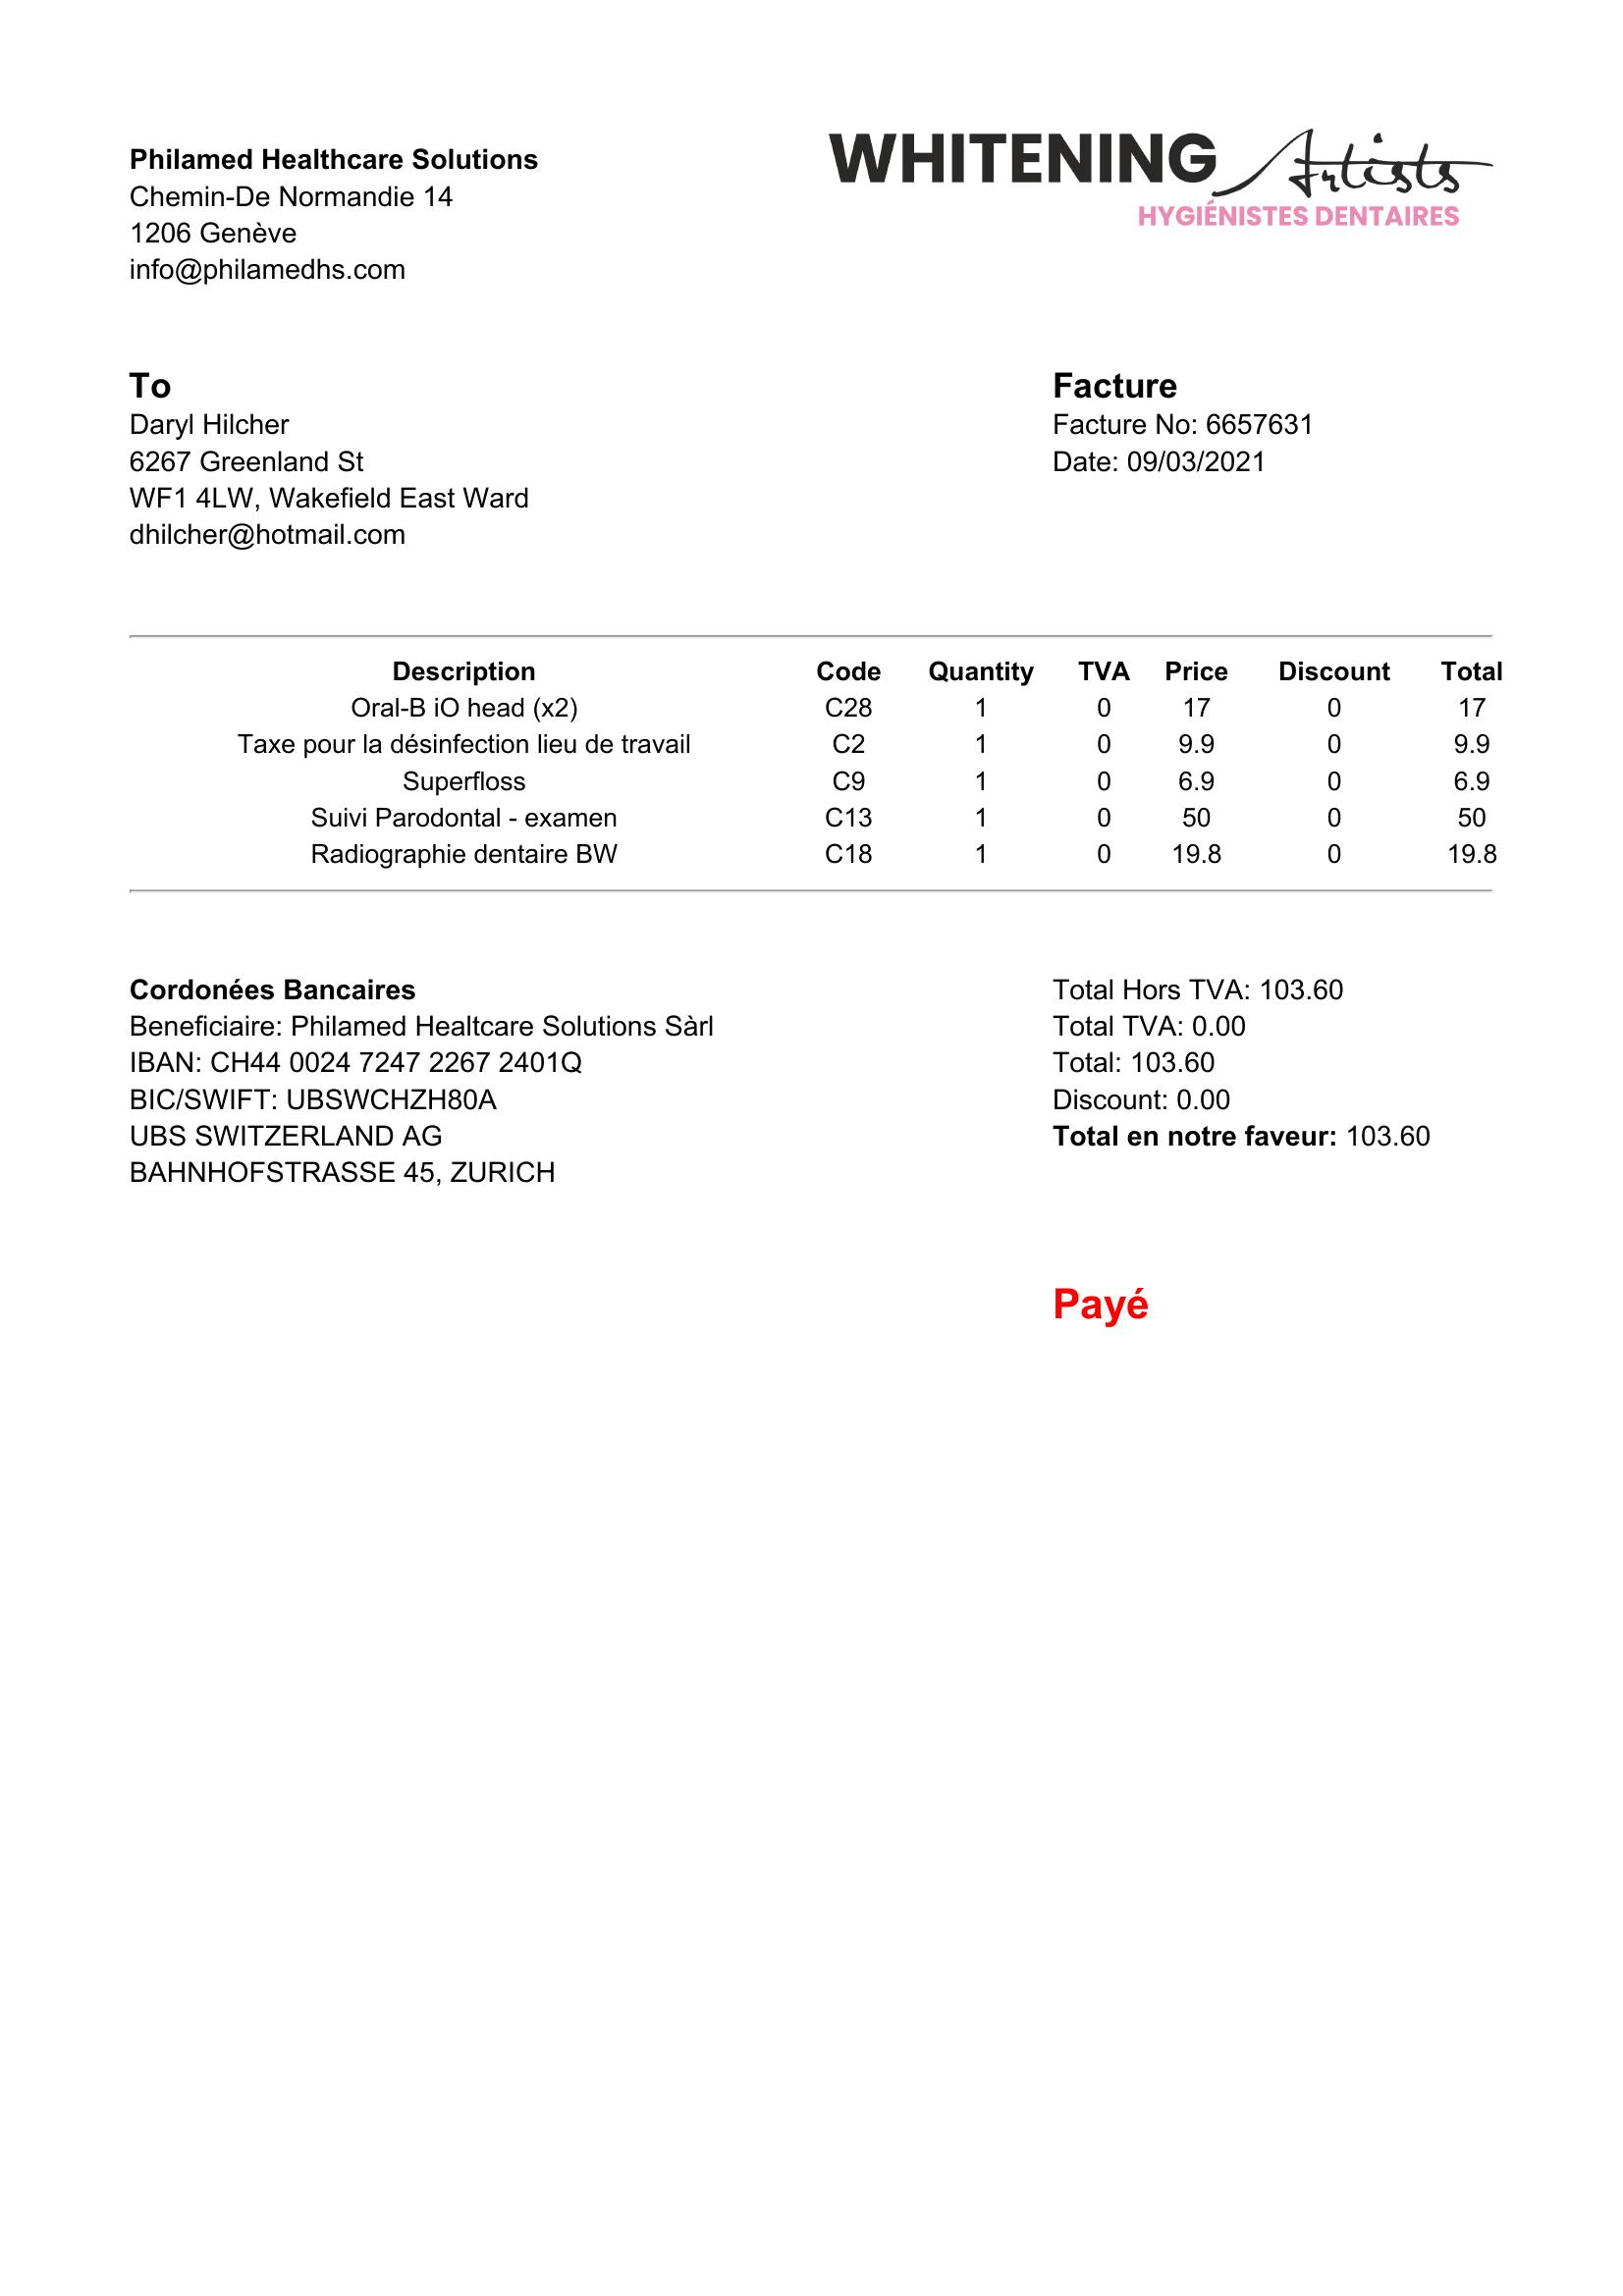 Philamed Healthcare Solutions
Chemin-De Normandie 14
1206 Genève
info@philamedhs.com
WHITENING Artists
HYGIÉNISTES DENTAIRES
To
Daryl Hilcher
6267 Greenland St
WF1 4LW, Wakefield East Ward
dhilcher@hotmail.com
Facture
Facture No: 6657631
Date: 09/03/2021
Description Code Quantity TVA Price Discount Total
Oral-B iO head (x2) C28 1 0 17 0 17
Taxe pour la désinfection lieu de travail C2 1 0 9.9 0 9.9
Superfloss C9 1 0 6.9 0 6.9
Suivi Parodontal - examen C13 1 0 50 0 50
Radiographie dentaire BW C18 1 0 19.8 0 19.8
Cordonées Bancaires
Beneficiaire: Philamed Healtcare Solutions Sàrl
IBAN: CH44 0024 7247 2267 2401Q
BIC/SWIFT: UBSWCHZH80A
UBS SWITZERLAND AG
BAHNHOFSTRASSE 45, ZURICH
Total Hors TVA: 103.60
Total TVA: 0.00
Total: 103.60
Discount: 0.00
Total en notre faveur: 103.60
Payé